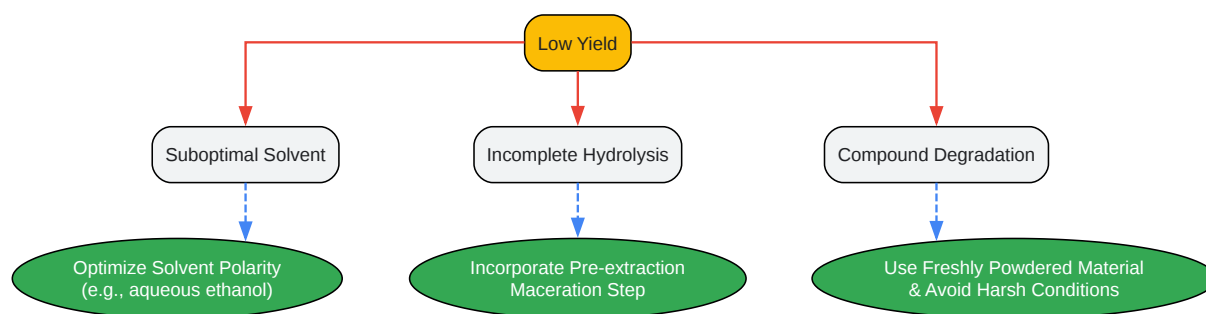 Low Yield
Suboptimal Solvent
Incomplete Hydrolysis
Compound Degradation
Optimize Solvent Polarity
(e.g., aqueous ethanol)
Incorporate Pre-extraction
Maceration Step
Use Freshly Powdered Material
& Avoid Harsh Conditions